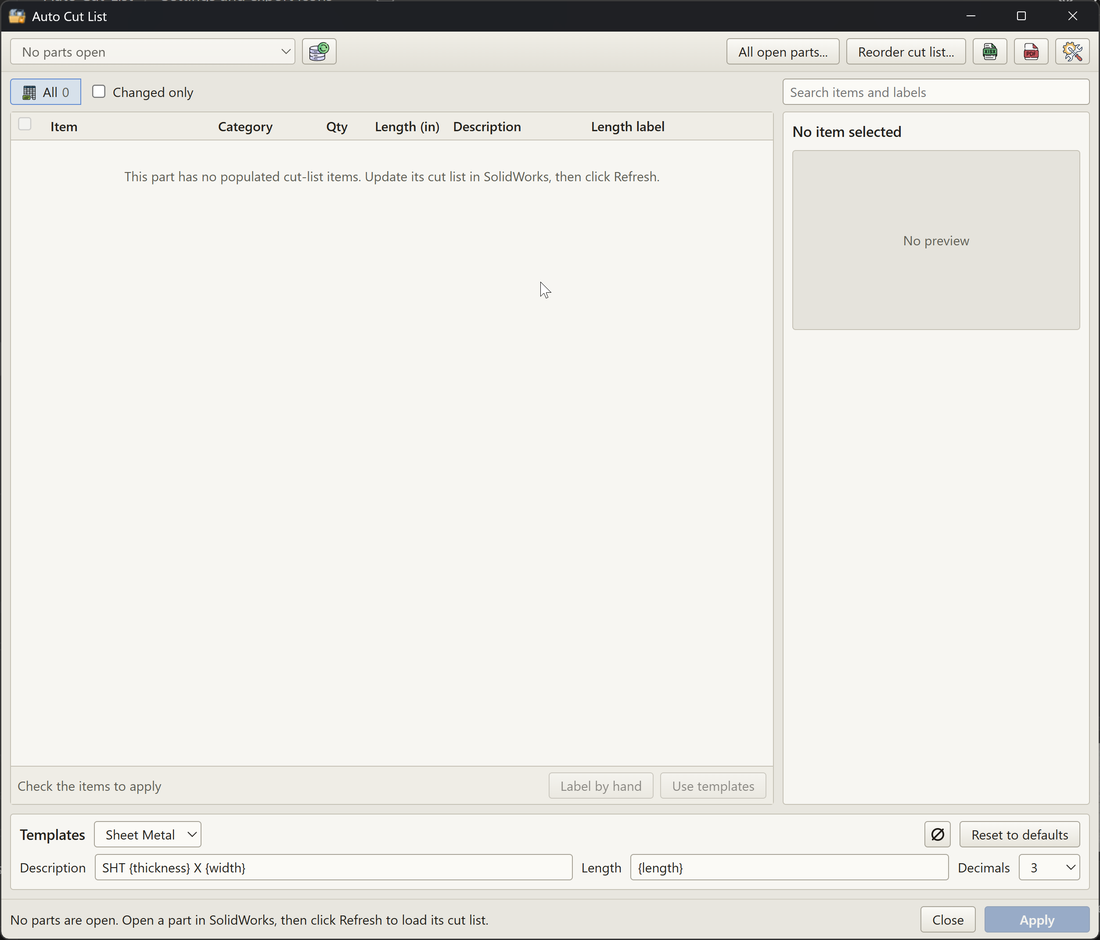 Auto Cut List
No parts open
All open parts...
Reorder cut list...
PDF
All 0
Changed only
Search items and labels
Item Category Qty Length (in) Description Length label
This part has no populated cut-list items. Update its cut list in SolidWorks, then click Refresh.
No item selected
No preview
Check the items to apply
Label by hand
Use templates
Templates Sheet Metal
Reset to defaults
Description SHT {thickness} X {width} Length {length} Decimals 3
No parts are open. Open a part in SolidWorks, then click Refresh to load its cut list.
Close
Apply